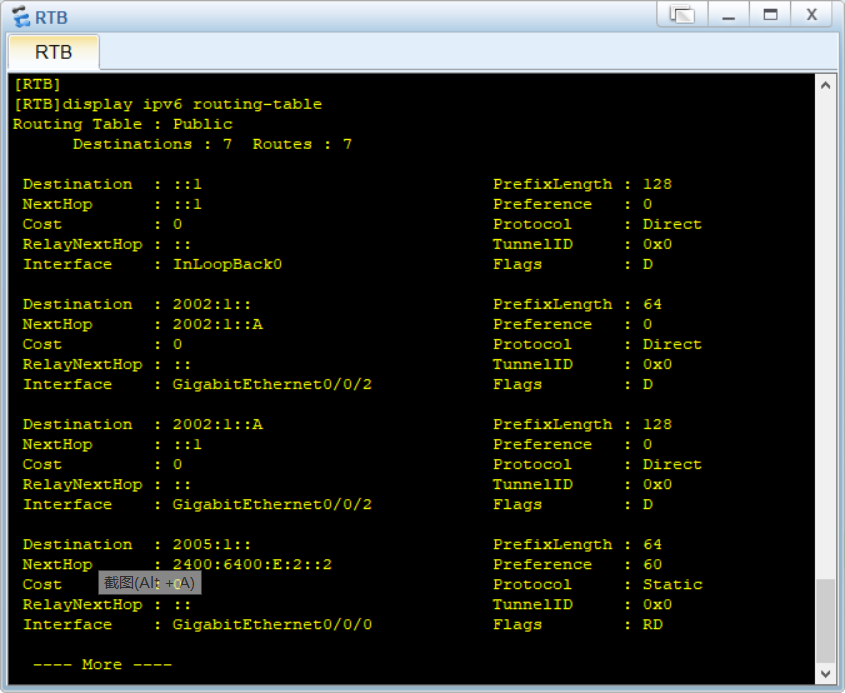 RTB
RTB
[RTB]
[RTB]display ipv6 routing-table
Routing Table : Public
Destinations : 7 Routes : 7
Destination : ::1 PrefixLength : 128
NextHop : ::1 Preference : 0
Cost : 0 Protocol : Direct
RelayNextHop : :: TunnelID : 0x0
Interface : InLoopBack0 Flags : D
Destination : 2002:1:: PrefixLength : 64
NextHop : 2002:1::A Preference : 0
Cost : 0 Protocol : Direct
RelayNextHop : :: TunnelID : 0x0
Interface : GigabitEthernet0/0/2 Flags : D
Destination : 2002:1::A PrefixLength : 128
NextHop : ::1 Preference : 0
Cost : 0 Protocol : Direct
RelayNextHop : :: TunnelID : 0x0
Interface : GigabitEthernet0/0/2 Flags : D
Destination : 2005:1:: PrefixLength : 64
NextHop : 2400:6400:E:2::2 Preference : 60
Cost 截图(Alt + A) : 0 Protocol : Static
RelayNextHop : :: TunnelID : 0x0
Interface : GigabitEthernet0/0/0 Flags : RD
---- More ----